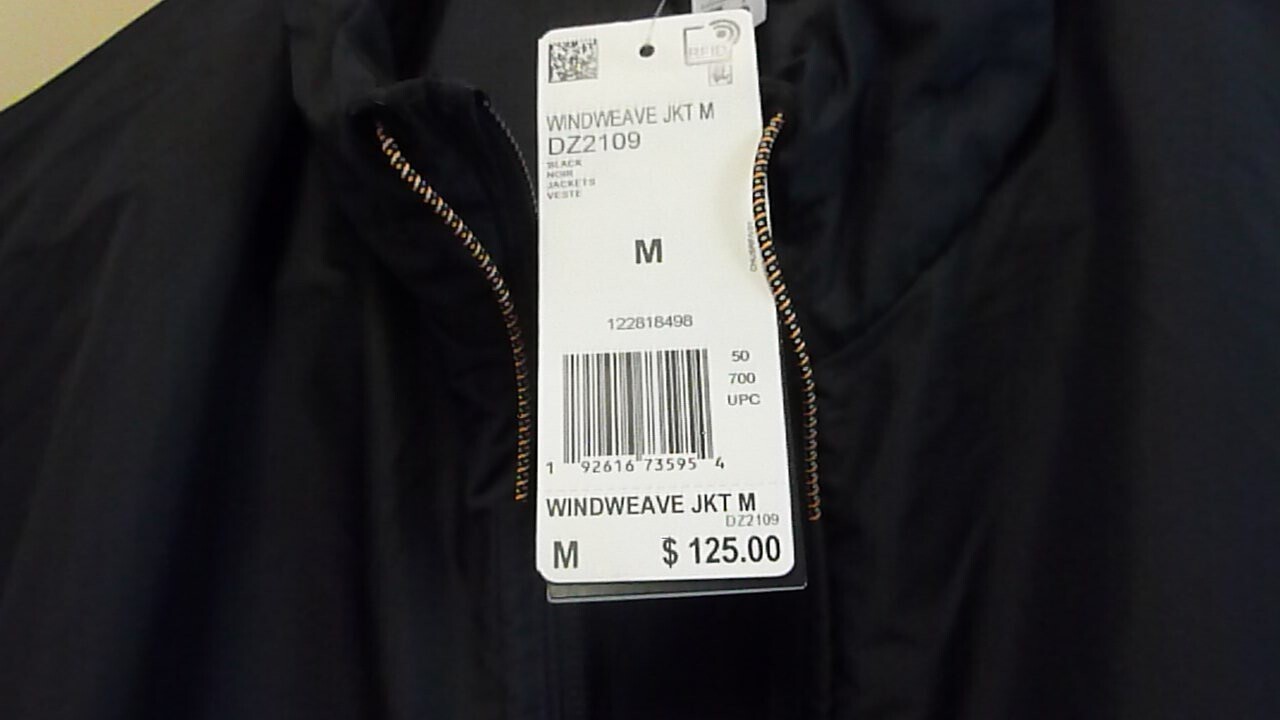 RFID
WINDWEAVE JKT M
DZ2109
BLACK
NOIR
JACKETS
VESTE
M
122818498
50
700
UPC
1 92616 73595 4
WINDWEAVE JKT M
DZ2109
M $ 125.00